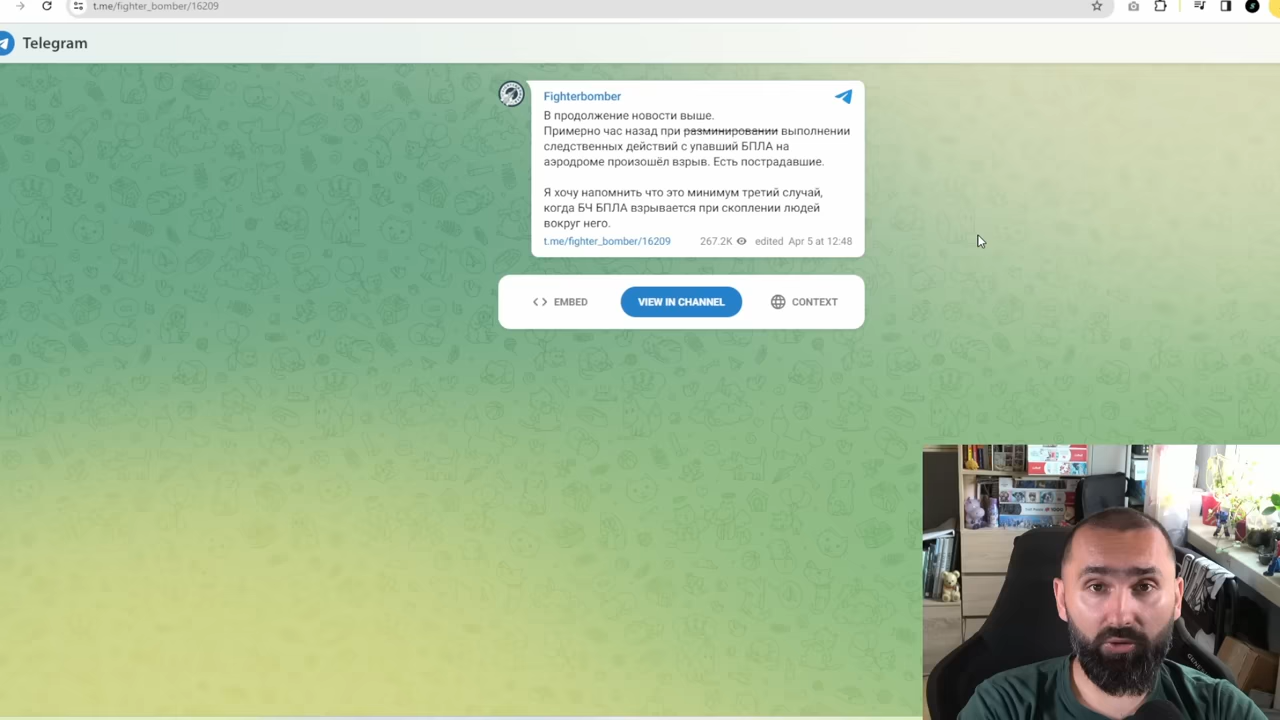 t.me/fighter_bomber/16209
Telegram
Fighterbomber
В продолжение новости выше.
Примерно час назад при разминировании выполнении
следственных действий с упавший БПЛА на
аэродроме произошёл взрыв. Есть пострадавшие.
Я хочу напомнить что это минимум третий случай,
когда БЧ БПЛА взрывается при скоплении людей
вокруг него.
t.me/fighter_bomber/16209 267.2K edited Apr 5 at 12:48
EMBED VIEW IN CHANNEL CONTEXT